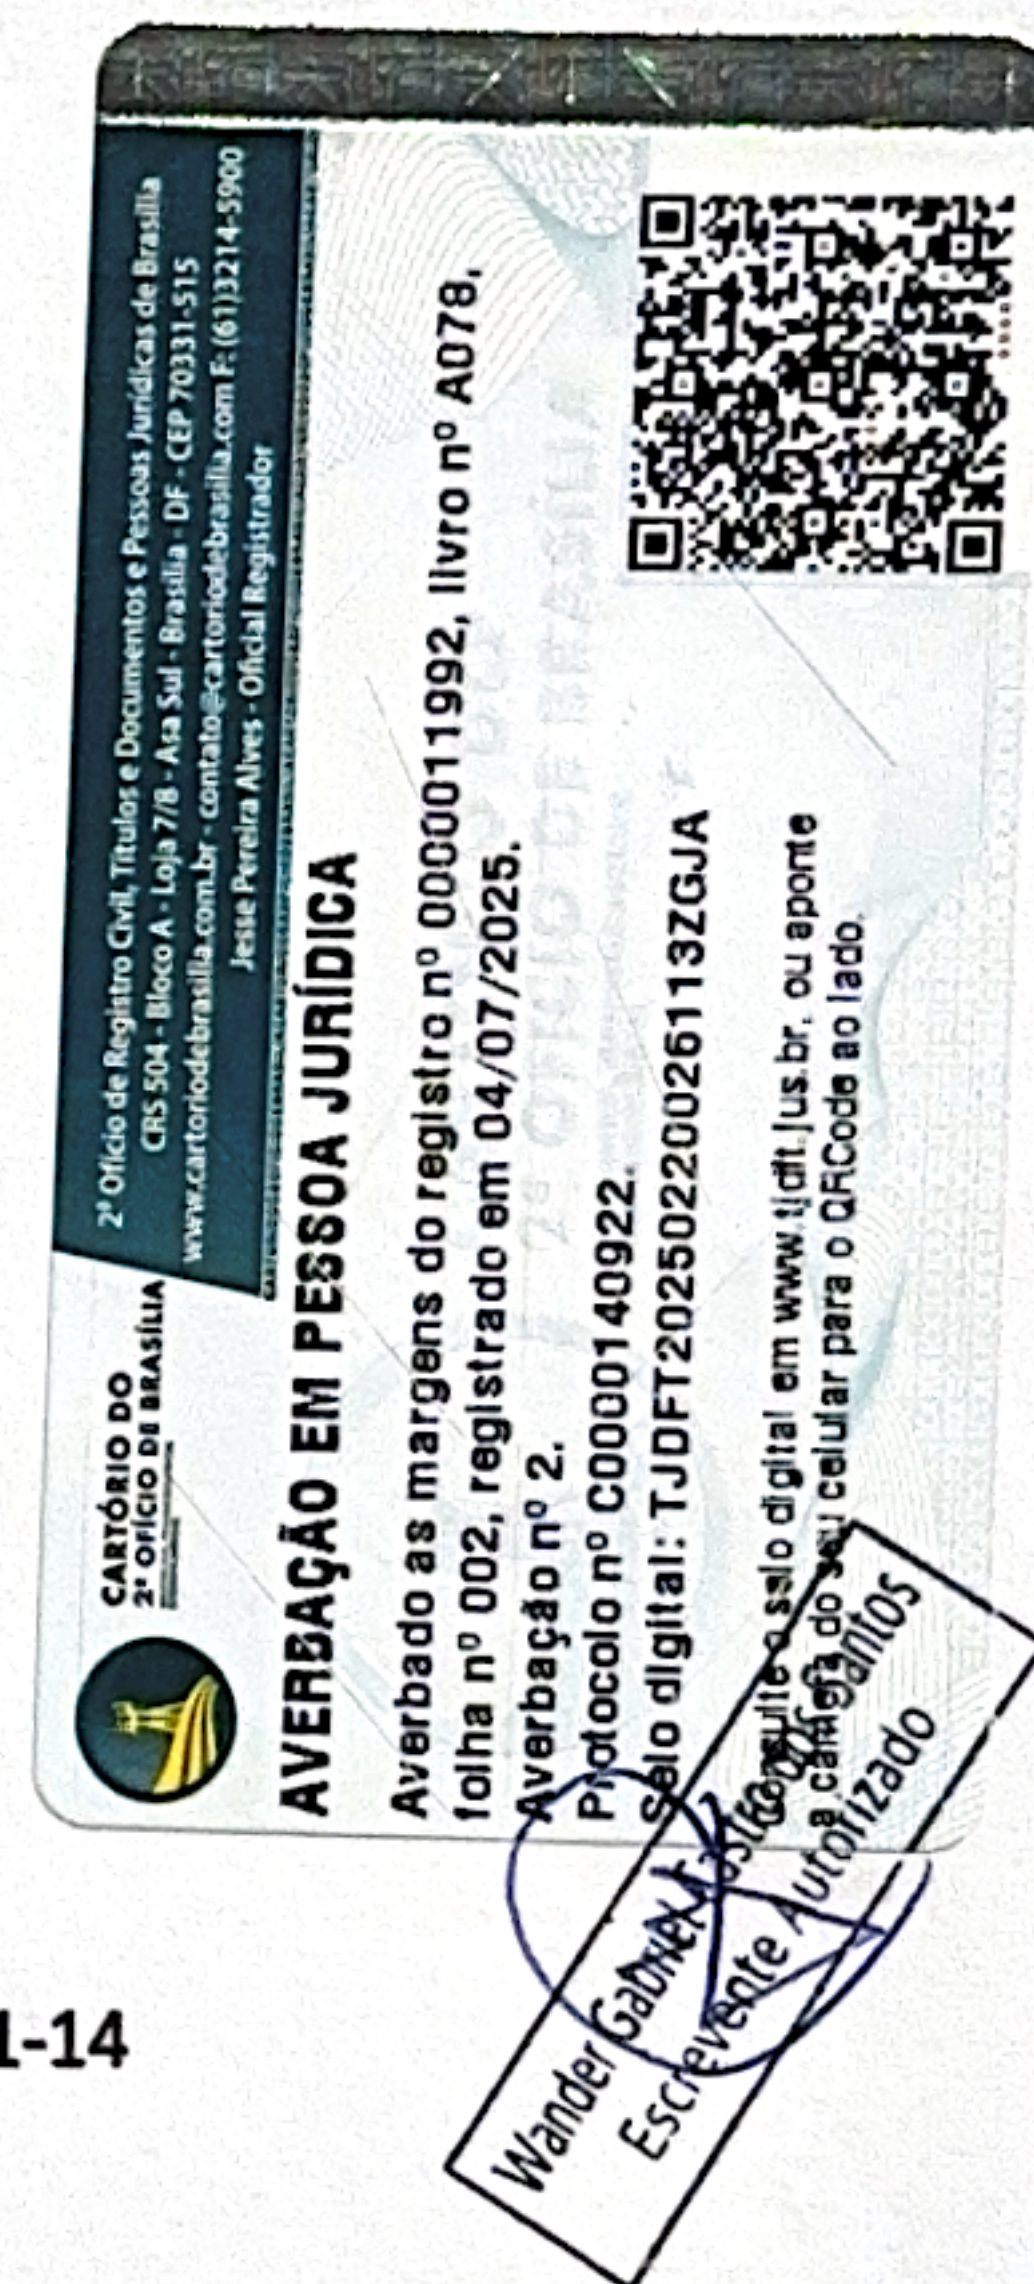 CARTÓRIO DO
2º OFÍCIO DE BRASÍLIA
2º Ofício de Registro Civil, Títulos e Documentos e Pessoas Jurídicas de Brasília
CRS 504 - Bloco A - Loja 7/8 - Asa Sul - Brasília - DF - CEP 70331-515
www.cartoriodebrasilia.com.br - contato@cartoriodebrasilia.com F: (61)3214-5900
Jesse Pereira Alves - Oficial Registrador
AVERBAÇÃO EM PESSOA JURÍDICA
Averbado as margens do registro nº 0000011992, livro nº A078,
folha nº 002, registrado em 04/07/2025.
Averbação nº 2.
Protocolo nº C0000140922.
Selo digital: TJDFT20250220026113ZGJA
Consulte o selo digital em www.tjdft.jus.br, ou aponte
a camera do seu celular para o QRCode ao lado.
Wander Gabriel Castro dos Santos
Escrevente Autorizado
1-14